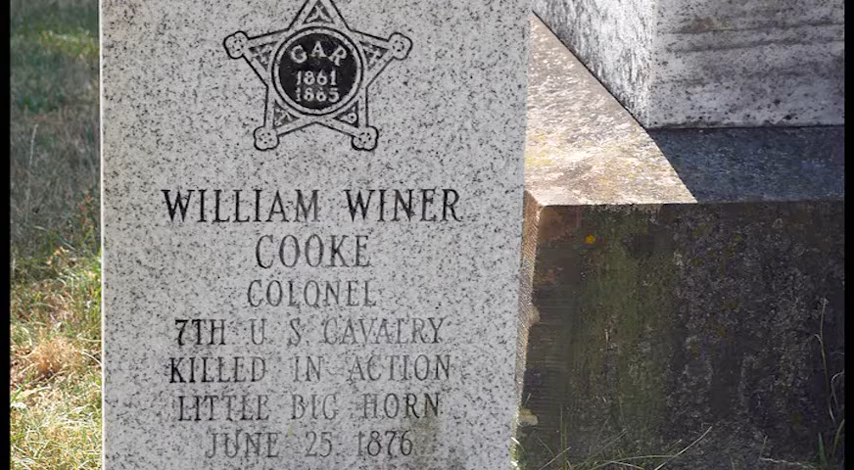 GAR
1861
1865
WILLIAM WINER
COOKE
COLONEL
7TH U S CAVALRY
KILLED IN ACTION
LITTLE BIG HORN
JUNE 25 1876